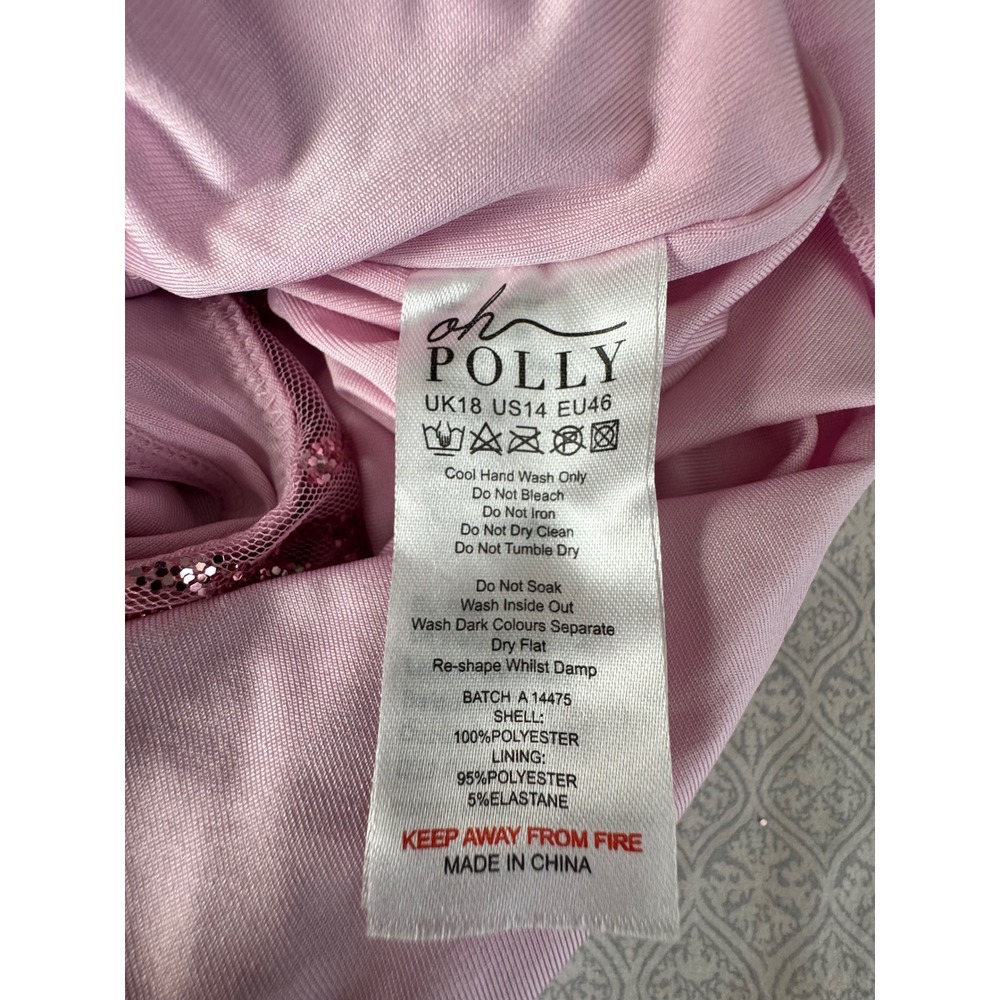 oh
POLLY
UK18 US14 EU46
Cool Hand Wash Only
Do Not Bleach
Do Not Iron
Do Not Dry Clean
Do Not Tumble Dry
Do Not Soak
Wash Inside Out
Wash Dark Colours Separate
Dry Flat
Re-shape Whilst Damp
BATCH A 14475
SHELL:
100%POLYESTER
LINING:
95%POLYESTER
5%ELASTANE
KEEP AWAY FROM FIRE
MADE IN CHINA